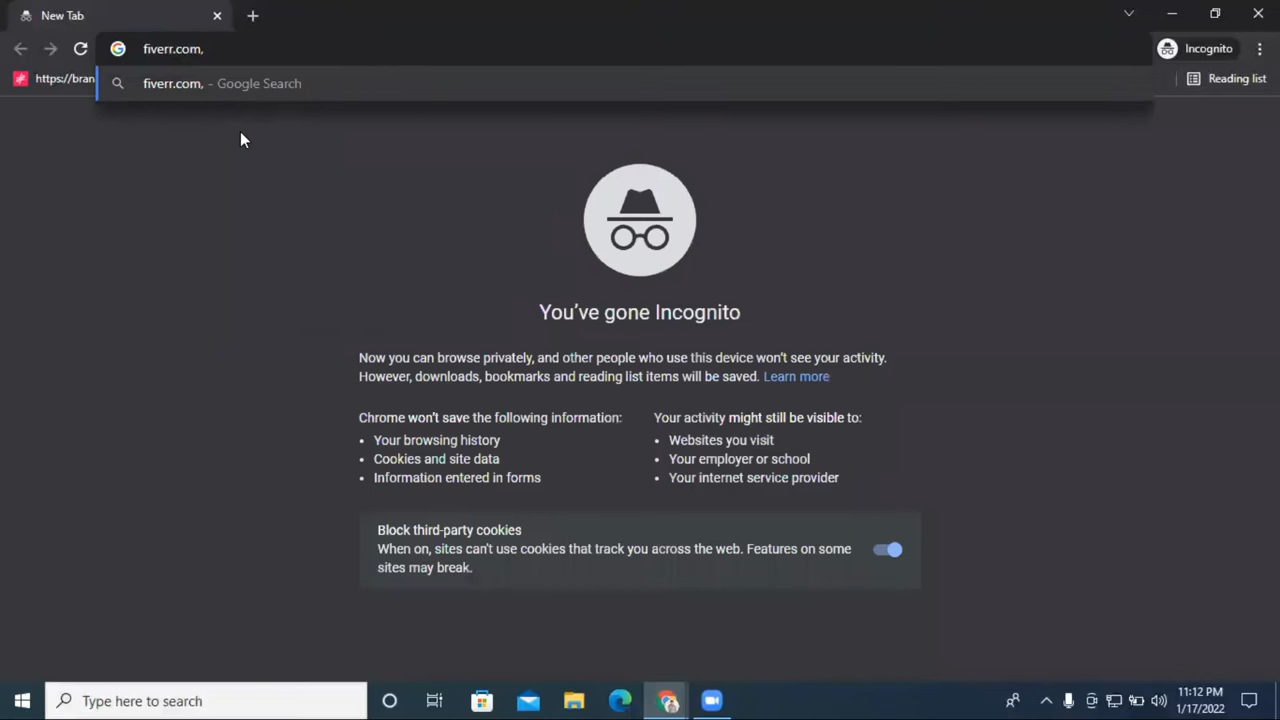 New Tab
fiverr.com,
Incognito
https://bran
fiverr.com, - Google Search
Reading list
You've gone Incognito
Now you can browse privately, and other people who use this device won't see your activity.
However, downloads, bookmarks and reading list items will be saved. Learn more
Chrome won't save the following information:
• Your browsing history
• Cookies and site data
• Information entered in forms
Your activity might still be visible to:
• Websites you visit
• Your employer or school
• Your internet service provider
Block third-party cookies
When on, sites can't use cookies that track you across the web. Features on some
sites may break.
Type here to search
11:12 PM
1/17/2022